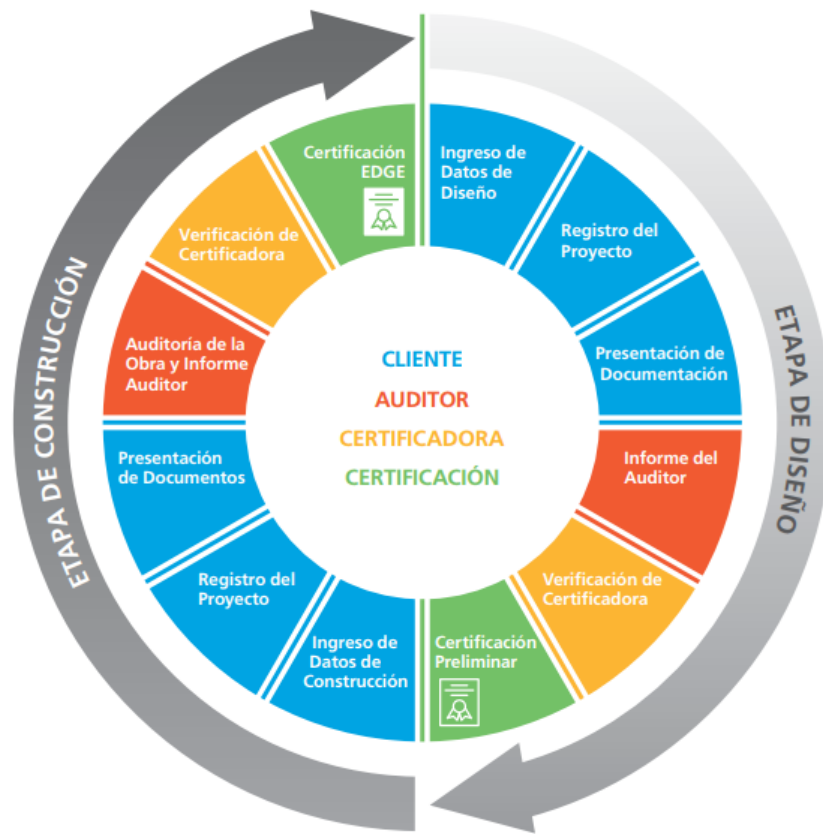 Certificación
EDGE
Ingreso de
Datos de
Diseño
Registro del
Proyecto
Presentación de
Documentación
Informe del
Auditor
Verificación de
Certificadora
Certificación
Preliminar
Ingreso de
Datos de
Construcción
Registro del
Proyecto
Presentación
de Documentos
Auditoría de la
Obra y Informe
Auditor
Verificación de
Certificadora
CLIENTE
AUDITOR
CERTIFICADORA
CERTIFICACIÓN
ETAPA DE DISEÑO
ETAPA DE CONSTRUCCIÓN